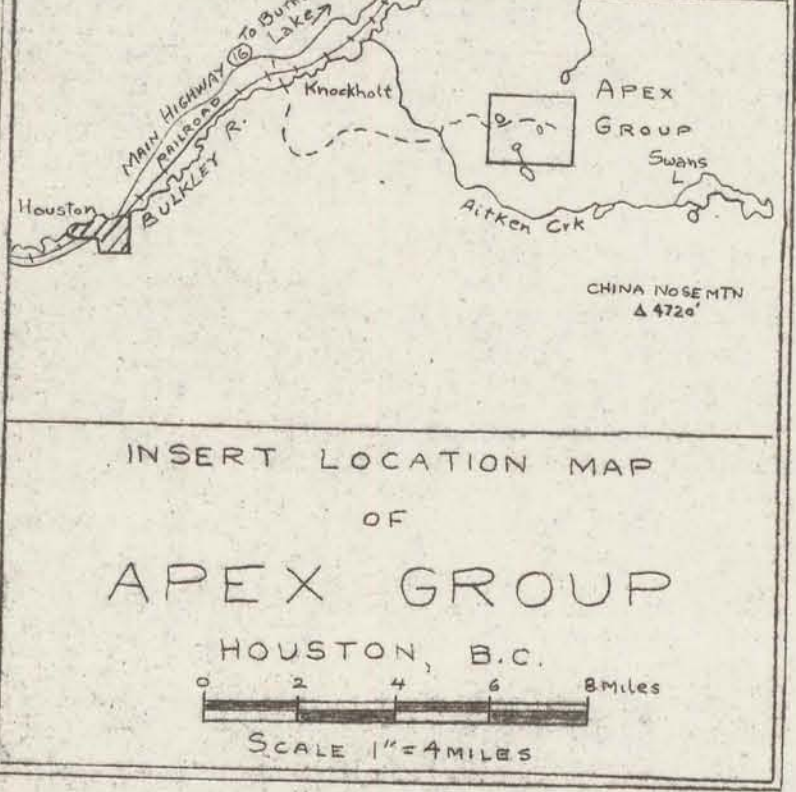 To Burn
Lake
16
MAIN HIGHWAY
RAILROAD
BULKLEY R.
Knockholt
APEX
GROUP
Swans
L
Houston
Aitken Crk
CHINA NOSE MTN
Δ 4720'
INSERT LOCATION MAP
OF
APEX GROUP
HOUSTON, B.C.
0 2 4 6 8 Miles
SCALE 1" = 4 MILES